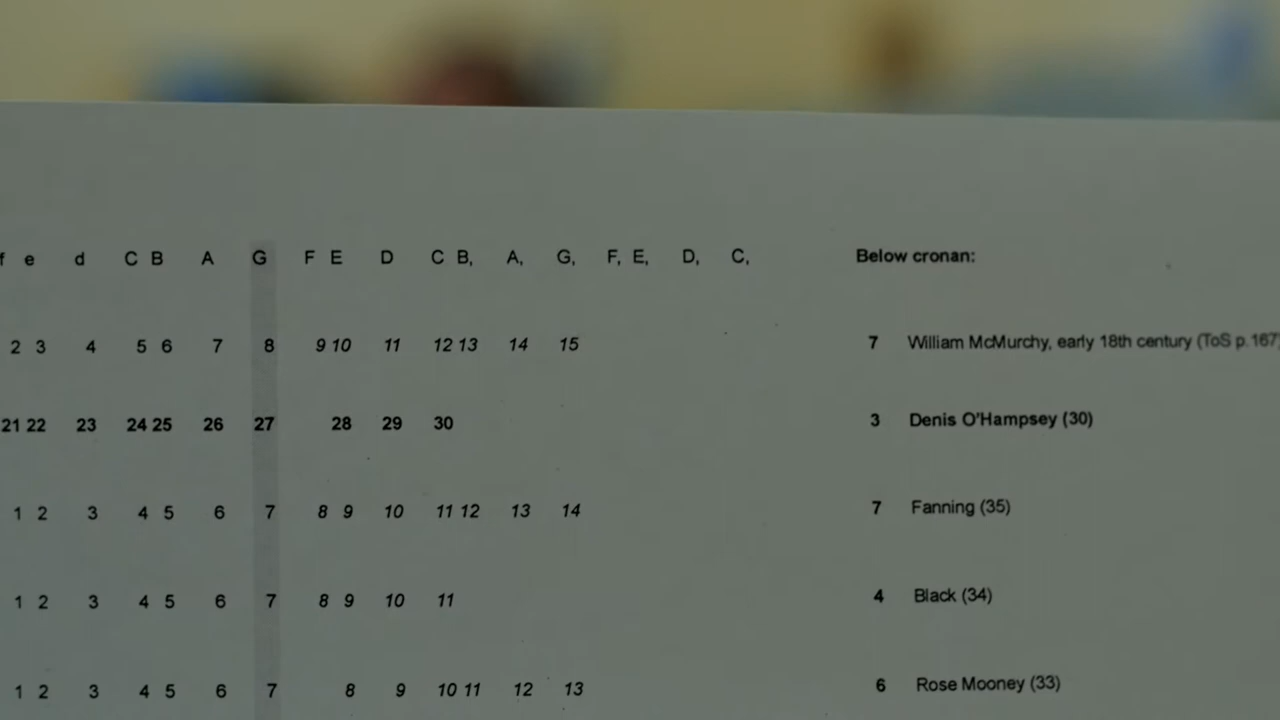 f e d C B A G F E D C B, A, G, F, E, D, C, Below cronan:
2 3 4 5 6 7 8 9 10 11 12 13 14 15 7 William McMurchy, early 18th century (ToS p.167)
21 22 23 24 25 26 27 28 29 30 3 Denis O'Hampsey (30)
1 2 3 4 5 6 7 8 9 10 11 12 13 14 7 Fanning (35)
1 2 3 4 5 6 7 8 9 10 11 4 Black (34)
1 2 3 4 5 6 7 8 9 10 11 12 13 6 Rose Mooney (33)